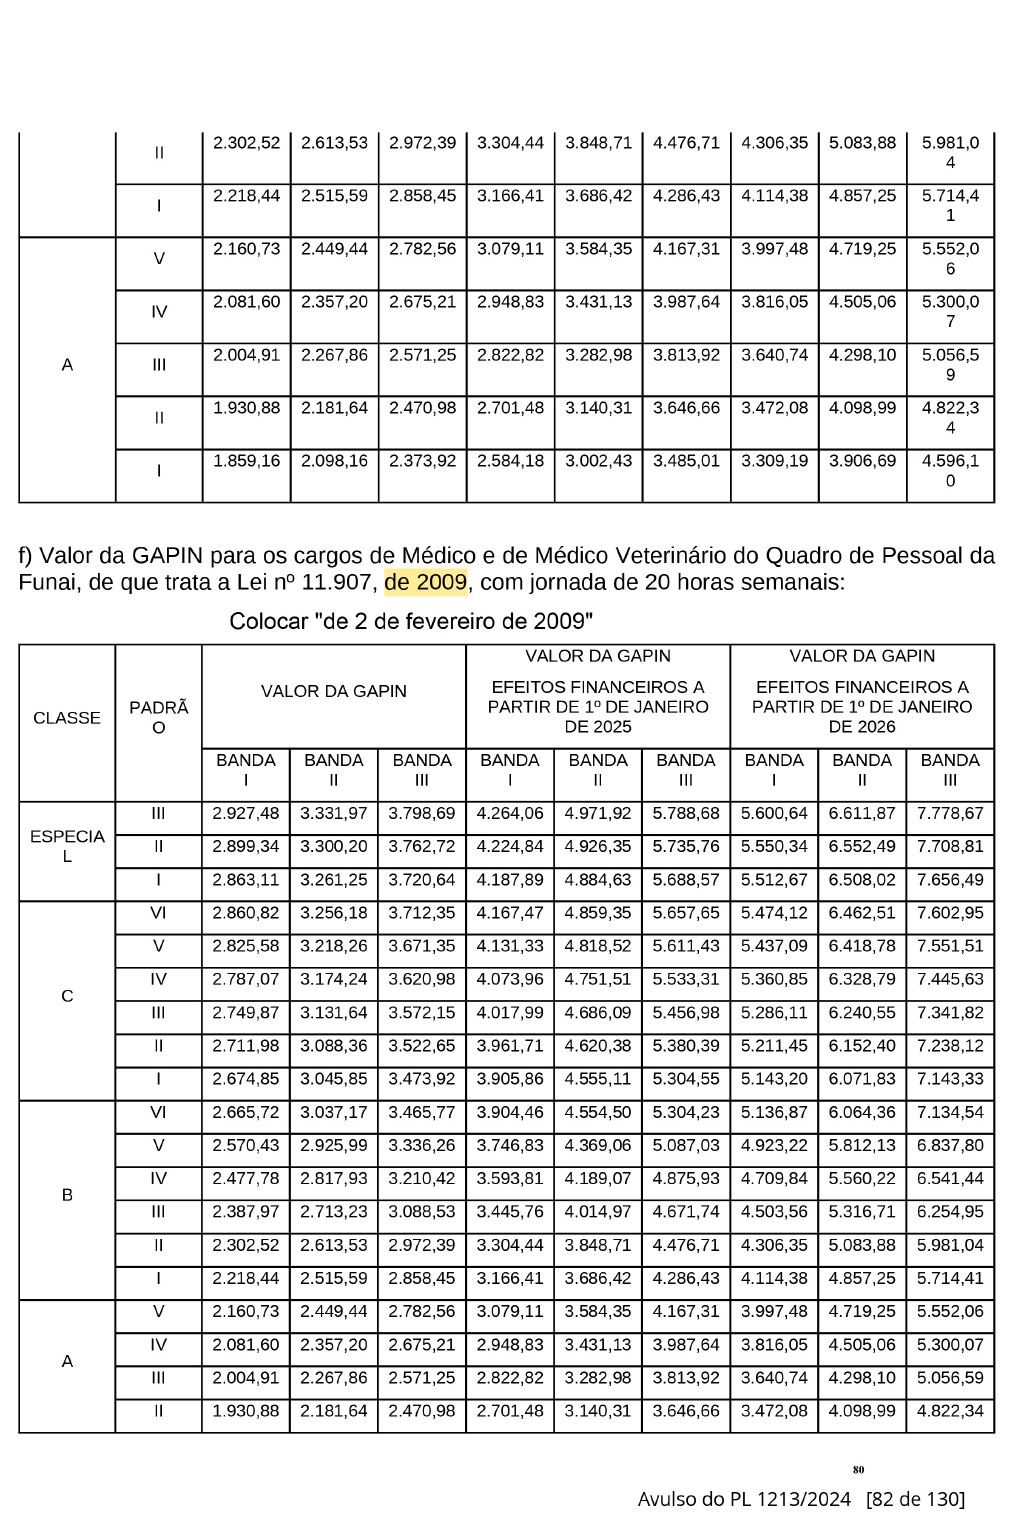 II 2.302,52 2.613,53 2.972,39 3.304,44 3.848,71 4.476,71 4.306,35 5.083,88 5.981,0
4
I 2.218,44 2.515,59 2.858,45 3.166,41 3.686,42 4.286,43 4.114,38 4.857,25 5.714,4
1
V 2.160,73 2.449,44 2.782,56 3.079,11 3.584,35 4.167,31 3.997,48 4.719,25 5.552,0
6
IV 2.081,60 2.357,20 2.675,21 2.948,83 3.431,13 3.987,64 3.816,05 4.505,06 5.300,0
7
A III 2.004,91 2.267,86 2.571,25 2.822,82 3.282,98 3.813,92 3.640,74 4.298,10 5.056,5
9
II 1.930,88 2.181,64 2.470,98 2.701,48 3.140,31 3.646,66 3.472,08 4.098,99 4.822,3
4
I 1.859,16 2.098,16 2.373,92 2.584,18 3.002,43 3.485,01 3.309,19 3.906,69 4.596,1
0
f) Valor da GAPIN para os cargos de Médico e de Médico Veterinário do Quadro de Pessoal da
Funai, de que trata a Lei nº 11.907, de 2009, com jornada de 20 horas semanais:
Colocar "de 2 de fevereiro de 2009"
CLASSE
PADRÃ
O
VALOR DA GAPIN
VALOR DA GAPIN
EFEITOS FINANCEIROS A
PARTIR DE 1º DE JANEIRO
DE 2025
VALOR DA GAPIN
EFEITOS FINANCEIROS A
PARTIR DE 1º DE JANEIRO
DE 2026
BANDA BANDA BANDA BANDA BANDA BANDA BANDA BANDA BANDA
I II III I II III I II III
ESPECIA
L
III 2.927,48 3.331,97 3.798,69 4.264,06 4.971,92 5.788,68 5.600,64 6.611,87 7.778,67
II 2.899,34 3.300,20 3.762,72 4.224,84 4.926,35 5.735,76 5.550,34 6.552,49 7.708,81
I 2.863,11 3.261,25 3.720,64 4.187,89 4.884,63 5.688,57 5.512,67 6.508,02 7.656,49
C
VI 2.860,82 3.256,18 3.712,35 4.167,47 4.859,35 5.657,65 5.474,12 6.462,51 7.602,95
V 2.825,58 3.218,26 3.671,35 4.131,33 4.818,52 5.611,43 5.437,09 6.418,78 7.551,51
IV 2.787,07 3.174,24 3.620,98 4.073,96 4.751,51 5.533,31 5.360,85 6.328,79 7.445,63
III 2.749,87 3.131,64 3.572,15 4.017,99 4.686,09 5.456,98 5.286,11 6.240,55 7.341,82
II 2.711,98 3.088,36 3.522,65 3.961,71 4.620,38 5.380,39 5.211,45 6.152,40 7.238,12
I 2.674,85 3.045,85 3.473,92 3.905,86 4.555,11 5.304,55 5.143,20 6.071,83 7.143,33
B
VI 2.665,72 3.037,17 3.465,77 3.904,46 4.554,50 5.304,23 5.136,87 6.064,36 7.134,54
V 2.570,43 2.925,99 3.336,26 3.746,83 4.369,06 5.087,03 4.923,22 5.812,13 6.837,80
IV 2.477,78 2.817,93 3.210,42 3.593,81 4.189,07 4.875,93 4.709,84 5.560,22 6.541,44
III 2.387,97 2.713,23 3.088,53 3.445,76 4.014,97 4.671,74 4.503,56 5.316,71 6.254,95
II 2.302,52 2.613,53 2.972,39 3.304,44 3.848,71 4.476,71 4.306,35 5.083,88 5.981,04
I 2.218,44 2.515,59 2.858,45 3.166,41 3.686,42 4.286,43 4.114,38 4.857,25 5.714,41
A
V 2.160,73 2.449,44 2.782,56 3.079,11 3.584,35 4.167,31 3.997,48 4.719,25 5.552,06
IV 2.081,60 2.357,20 2.675,21 2.948,83 3.431,13 3.987,64 3.816,05 4.505,06 5.300,07
III 2.004,91 2.267,86 2.571,25 2.822,82 3.282,98 3.813,92 3.640,74 4.298,10 5.056,59
II 1.930,88 2.181,64 2.470,98 2.701,48 3.140,31 3.646,66 3.472,08 4.098,99 4.822,34
80
Avulso do PL 1213/2024 [82 de 130]